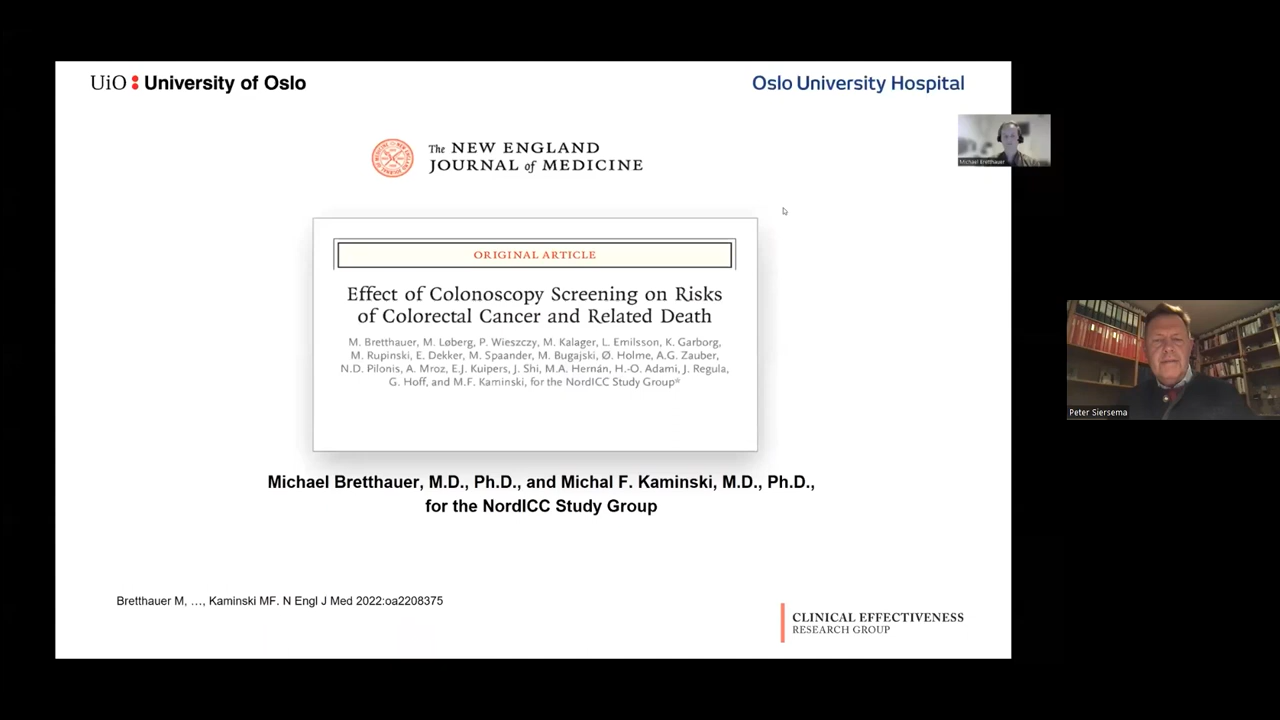 UiO : University of Oslo
Oslo University Hospital
The NEW ENGLAND
JOURNAL of MEDICINE
Michael Bretthauer
ORIGINAL ARTICLE
Effect of Colonoscopy Screening on Risks
of Colorectal Cancer and Related Death
M. Bretthauer, M. Løberg, P. Wieszczy, M. Kalager, L. Emilsson, K. Garborg,
M. Rupinski, E. Dekker, M. Spaander, M. Bugajski, Ø. Holme, A.G. Zauber,
N.D. Pilonis, A. Mroz, E.J. Kuipers, J. Shi, M.A. Hernán, H.-O. Adami, J. Regula,
G. Hoff, and M.F. Kaminski, for the NordICC Study Group*
Peter Siersema
Michael Bretthauer, M.D., Ph.D., and Michal F. Kaminski, M.D., Ph.D.,
for the NordICC Study Group
Bretthauer M, …, Kaminski MF. N Engl J Med 2022:oa2208375
CLINICAL EFFECTIVENESS
RESEARCH GROUP